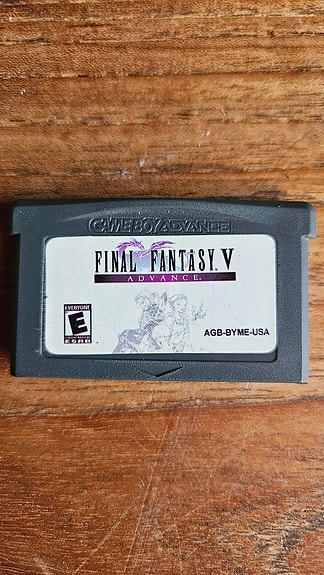 GAME BOY ADVANCE
FINAL FANTASY V
ADVANCE
EVERYONE
E
ESRB
AGB-BYME-USA